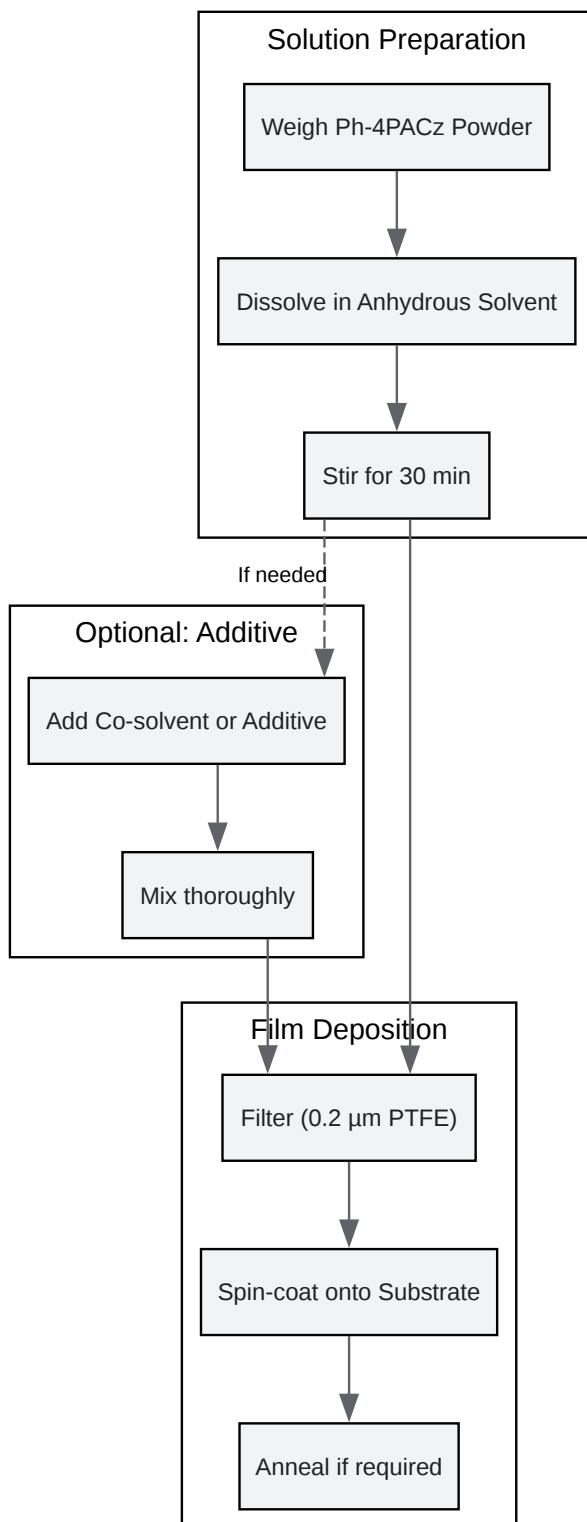 Solution Preparation
Weigh Ph-4PACz Powder
Dissolve in Anhydrous Solvent
Stir for 30 min
If needed
Optional: Additive
Add Co-solvent or Additive
Mix thoroughly
Film Deposition
Filter (0.2 µm PTFE)
Spin-coat onto Substrate
Anneal if required